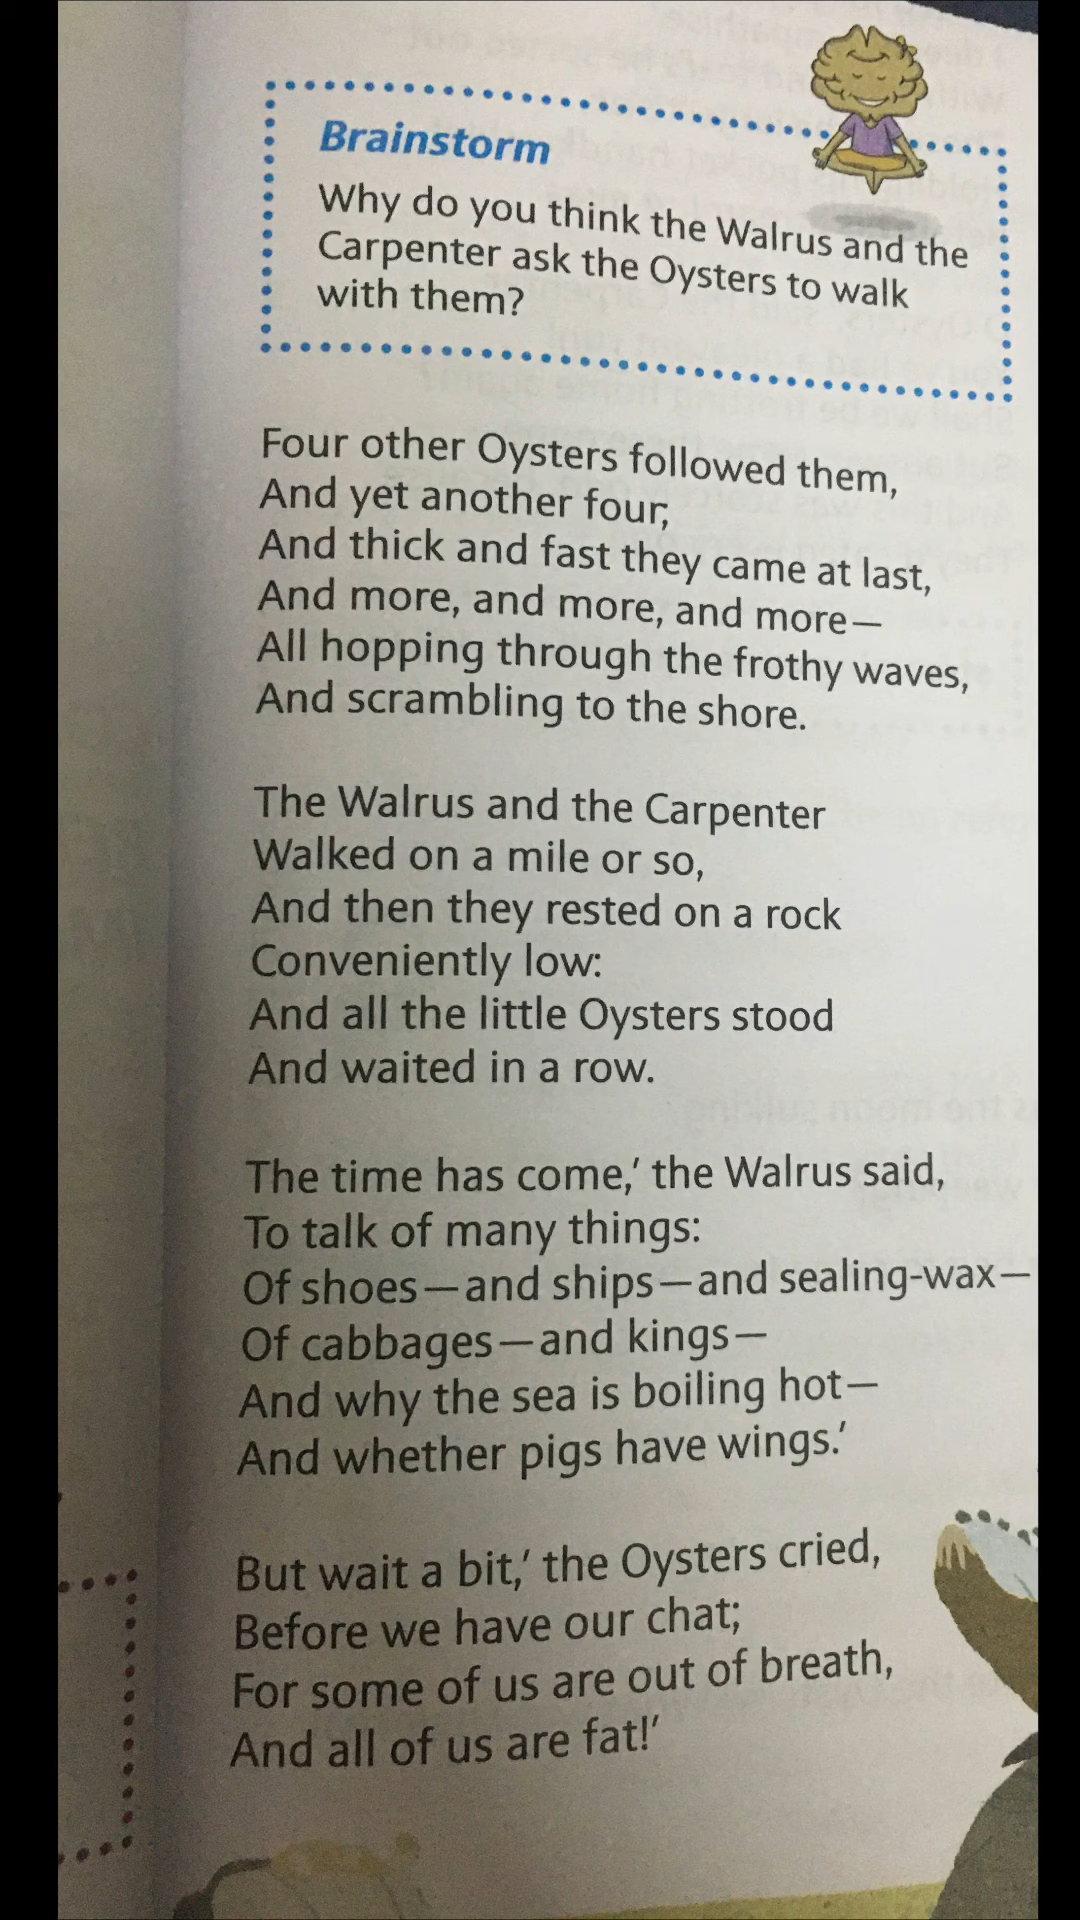 Brainstorm
Why do you think the Walrus and the
Carpenter ask the Oysters to walk
with them?
Four other Oysters followed them,
And yet another four;
And thick and fast they came at last,
And more, and more, and more—
All hopping through the frothy waves,
And scrambling to the shore.
The Walrus and the Carpenter
Walked on a mile or so,
And then they rested on a rock
Conveniently low:
And all the little Oysters stood
And waited in a row.
The time has come,’ the Walrus said,
To talk of many things:
Of shoes—and ships—and sealing-wax—
Of cabbages—and kings—
And why the sea is boiling hot—
And whether pigs have wings.’
But wait a bit,’ the Oysters cried,
Before we have our chat;
For some of us are out of breath,
And all of us are fat!’